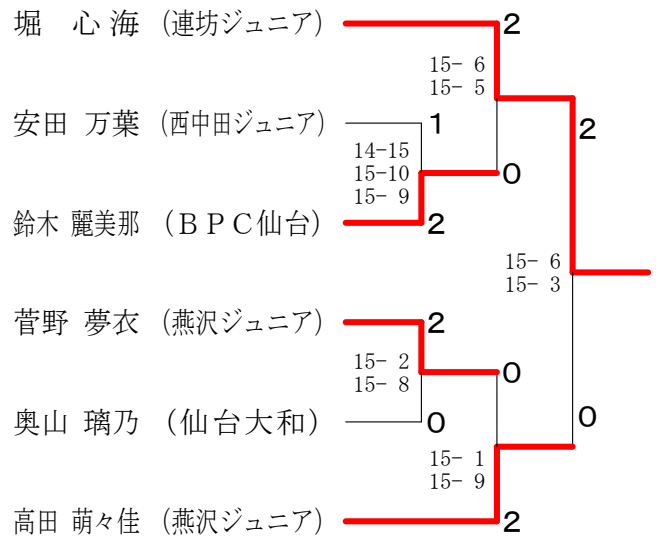 堀 心海 (連坊ジュニア) 2
15- 6
15- 5
安田 万葉 (西中田ジュニア) 1
2
14-15
15-10
15- 9
0
鈴木 麗美那 (ＢＰＣ仙台) 2
15- 6
15- 3
菅野 夢衣 (燕沢ジュニア) 2
15- 2
15- 8
0
奥山 璃乃 (仙台大和) 0
0
15- 1
15- 9
高田 萌々佳 (燕沢ジュニア) 2